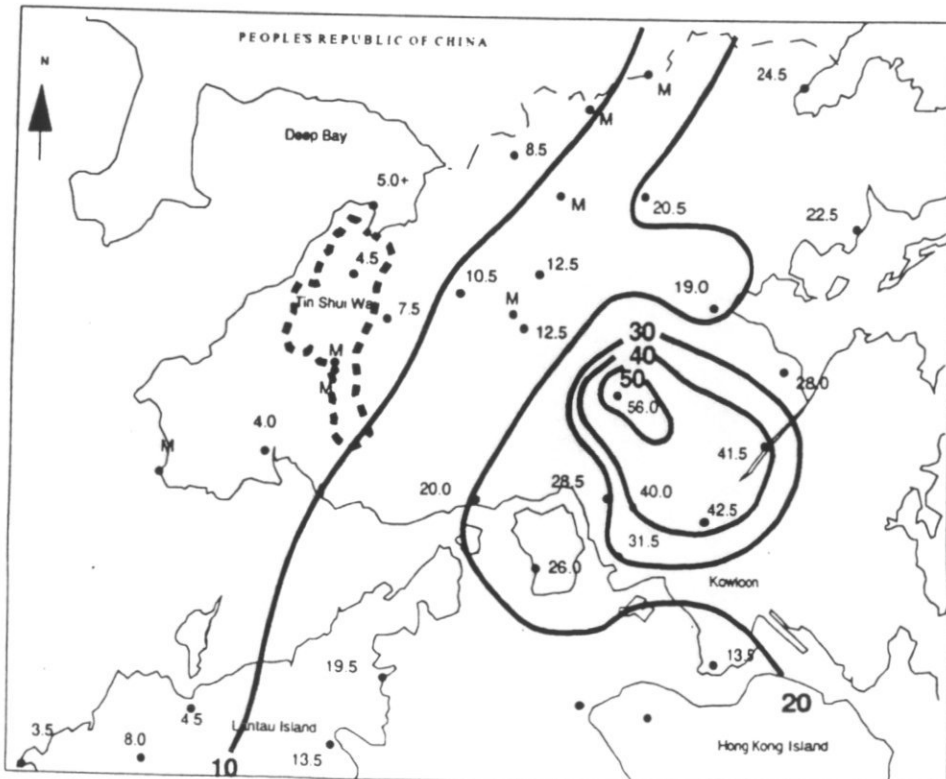 PEOPLE'S REPUBLIC OF CHINA
N
24.5
M
M
Deep Bay
8.5
5.0+
M
20.5
22.5
4.5
12.5
10.5
19.0
Tin Shui Wai
7.5
M
12.5
30
M
40
50
28.0
M
56.0
4.0
M
41.5
28.5
20.0
40.0
42.5
31.5
26.0
Kowloon
13.5
19.5
20
4.5
Lantau Island
3.5
8.0
13.5
10
Hong Kong Island